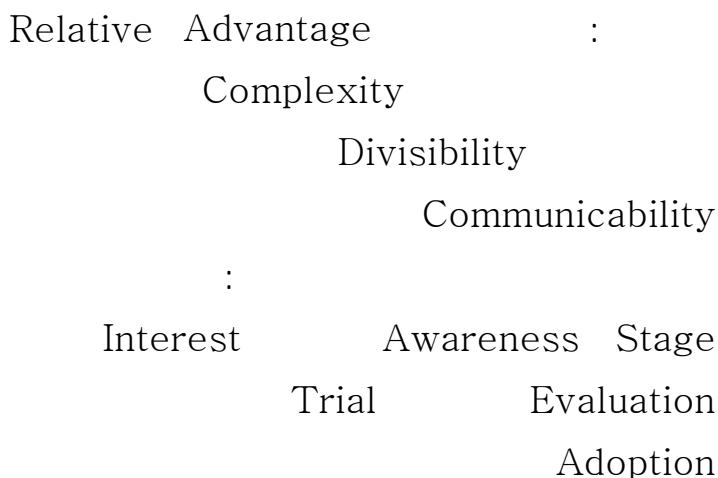 Relative Advantage :
Complexity
Divisibility
Communicability
:
Interest Awareness Stage
Trial Evaluation
Adoption